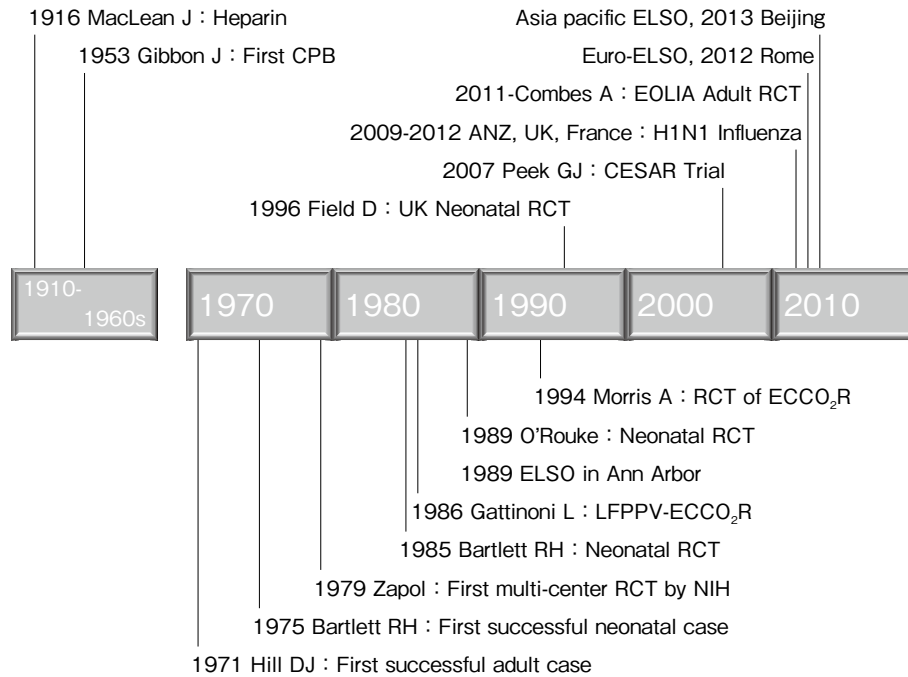 1916 MacLean J : Heparin
Asia pacific ELSO, 2013 Beijing
1953 Gibbon J : First CPB
Euro-ELSO, 2012 Rome
2011-Combes A : EOLIA Adult RCT
2009-2012 ANZ, UK, France : H1N1 Influenza
2007 Peek GJ : CESAR Trial
1996 Field D : UK Neonatal RCT
1910-
1960s
1970
1980
1990
2000
2010
1994 Morris A : RCT of ECCO₂R
1989 O'Rouke : Neonatal RCT
1989 ELSO in Ann Arbor
1986 Gattinoni L : LFPPV-ECCO₂R
1985 Bartlett RH : Neonatal RCT
1979 Zapol : First multi-center RCT by NIH
1975 Bartlett RH : First successful neonatal case
1971 Hill DJ : First successful adult case